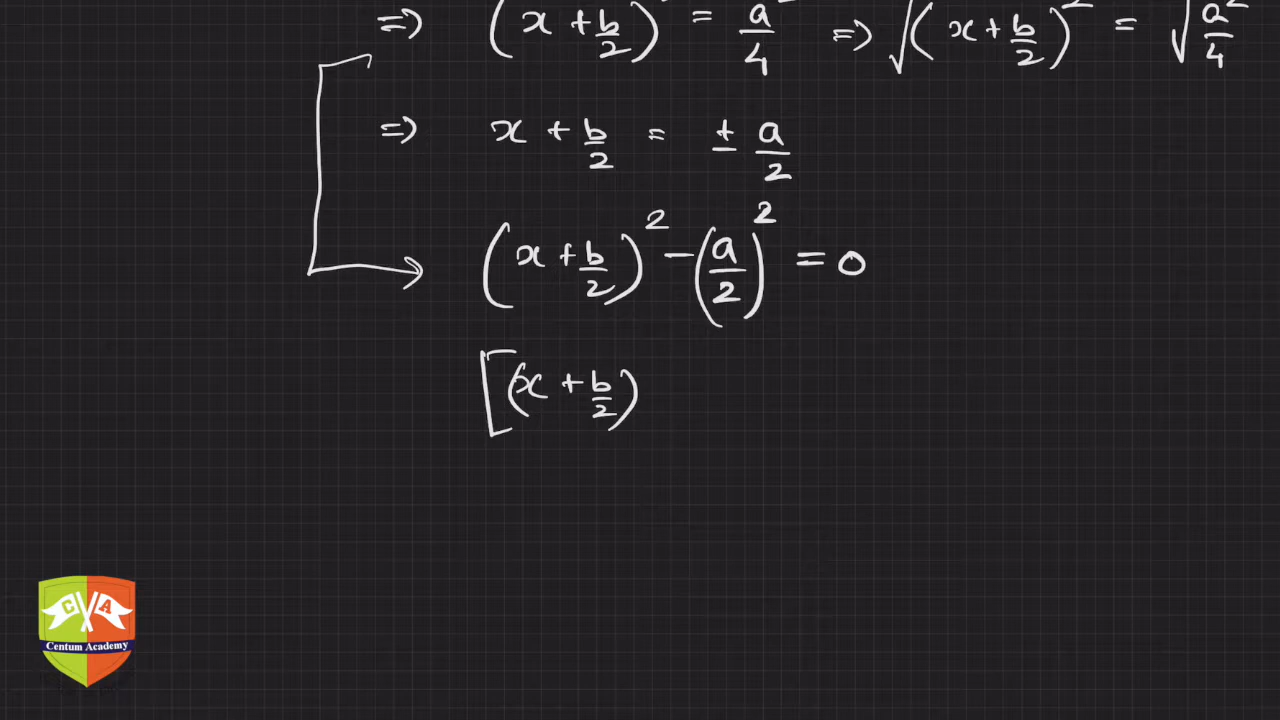 => (x + b/2)² = a²/4 => √(x + b/2)² = √a²/4
=> x + b/2 = ± a/2
(x + b/2)² - (a/2)² = 0
[(x + b/2)
C A
Centum Academy